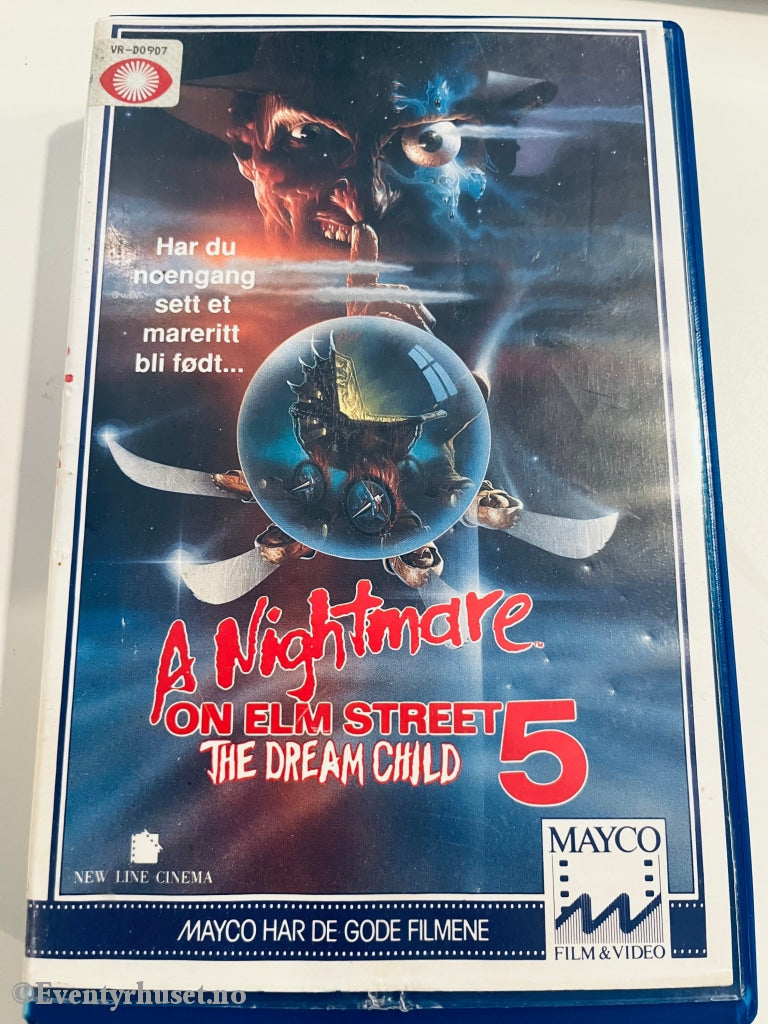 VR-D0907
Har du
noengang
sett et
mareritt
bli født...
A Nightmare™
ON ELM STREET 5
THE DREAM CHILD
NEW LINE CINEMA
MAYCO
FILM & VIDEO
MAYCO HAR DE GODE FILMENE
©Eventyrhuset.no